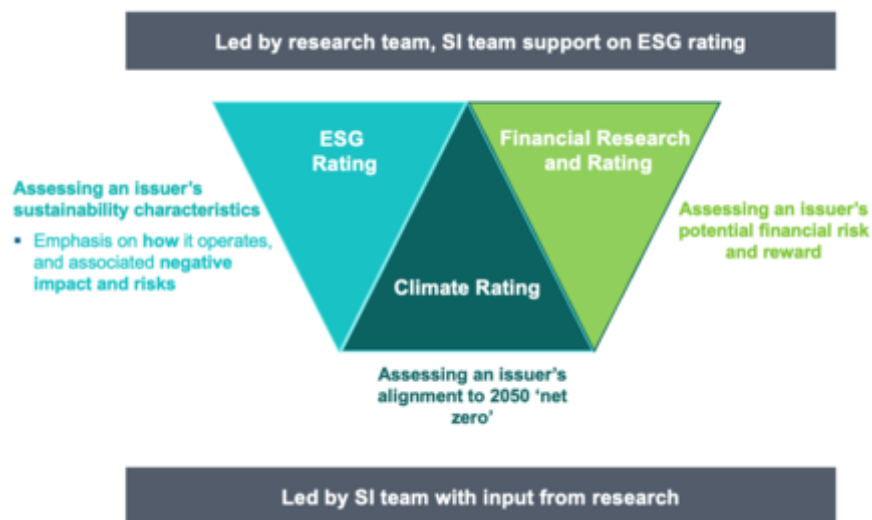 Led by research team, SI team support on ESG rating
ESG
Rating
Financial Research
and Rating
Assessing an issuer's
sustainability characteristics
▪ Emphasis on how it operates,
and associated negative
impact and risks
Climate Rating
Assessing an issuer's
potential financial risk
and reward
Assessing an issuer's
alignment to 2050 'net
zero'
Led by SI team with input from research